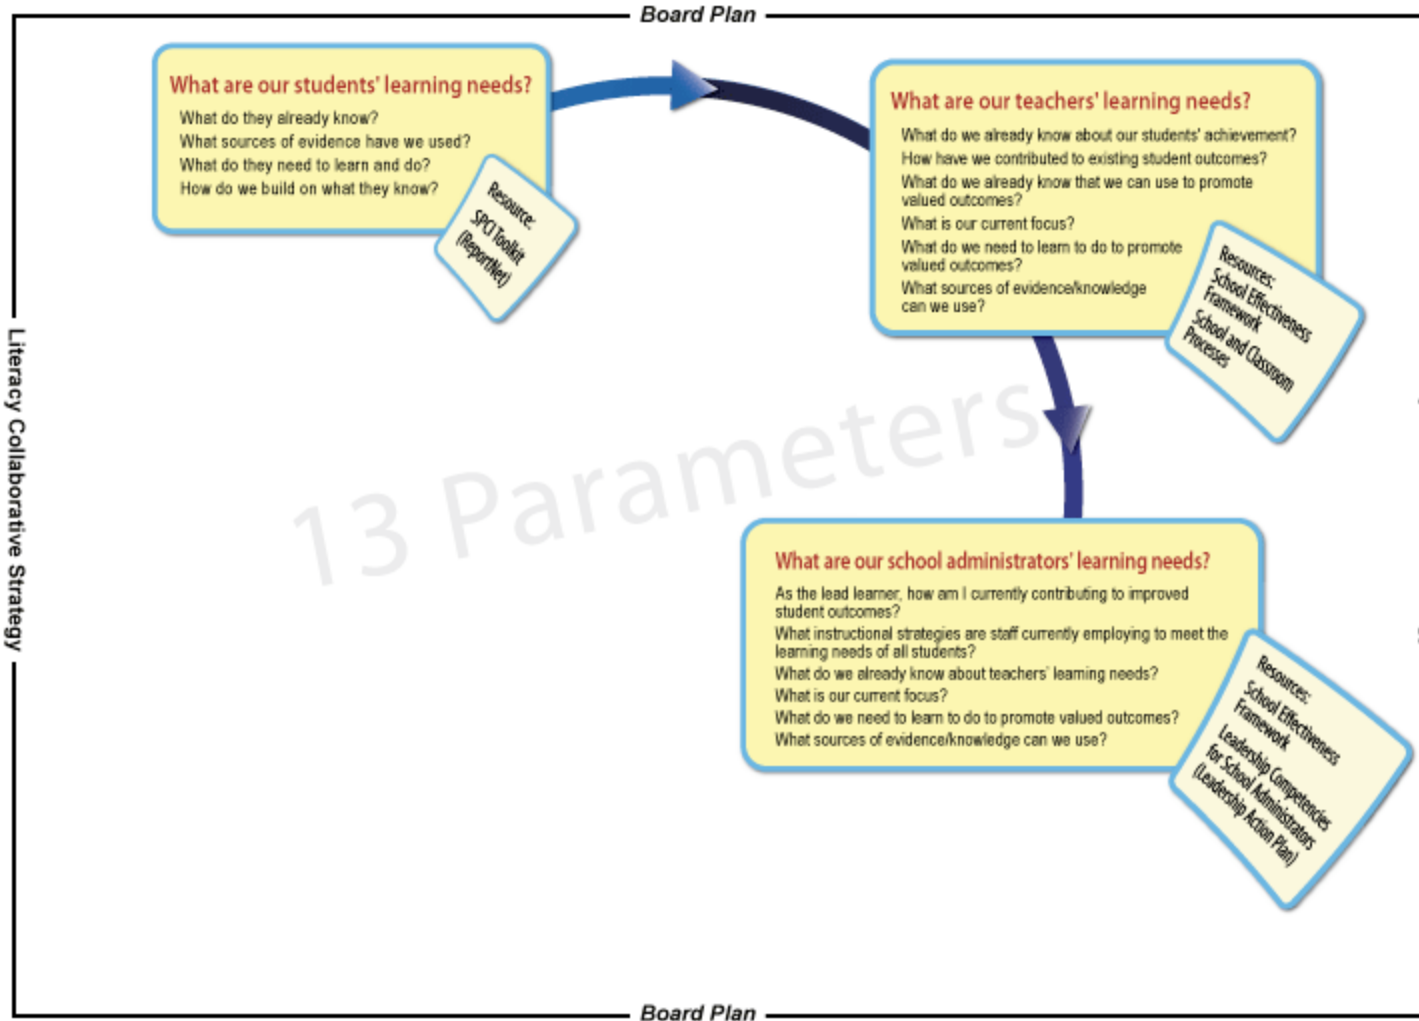 Board Plan
What are our students' learning needs?
What do they already know?
What sources of evidence have we used?
What do they need to learn and do?
How do we build on what they know?
Resource:
SPCI Toolkit
(ReportNet)
What are our teachers' learning needs?
What do we already know about our students' achievement?
How have we contributed to existing student outcomes?
What do we already know that we can use to promote
valued outcomes?
What is our current focus?
What do we need to learn to do to promote
valued outcomes?
What sources of evidence/knowledge
can we use?
Resources:
School Effectiveness
Framework
School and Classroom
Processes
Literacy Collaborative Strategy
13 Parameters
What are our school administrators' learning needs?
As the lead learner, how am I currently contributing to improved
student outcomes?
What instructional strategies are staff currently employing to meet the
learning needs of all students?
What do we already know about teachers' learning needs?
What is our current focus?
What do we need to learn to do to promote valued outcomes?
What sources of evidence/knowledge can we use?
Resources:
School Effectiveness
Framework
Leadership Competencies
for School Administrators
(Leadership Action Plan)
Board Plan